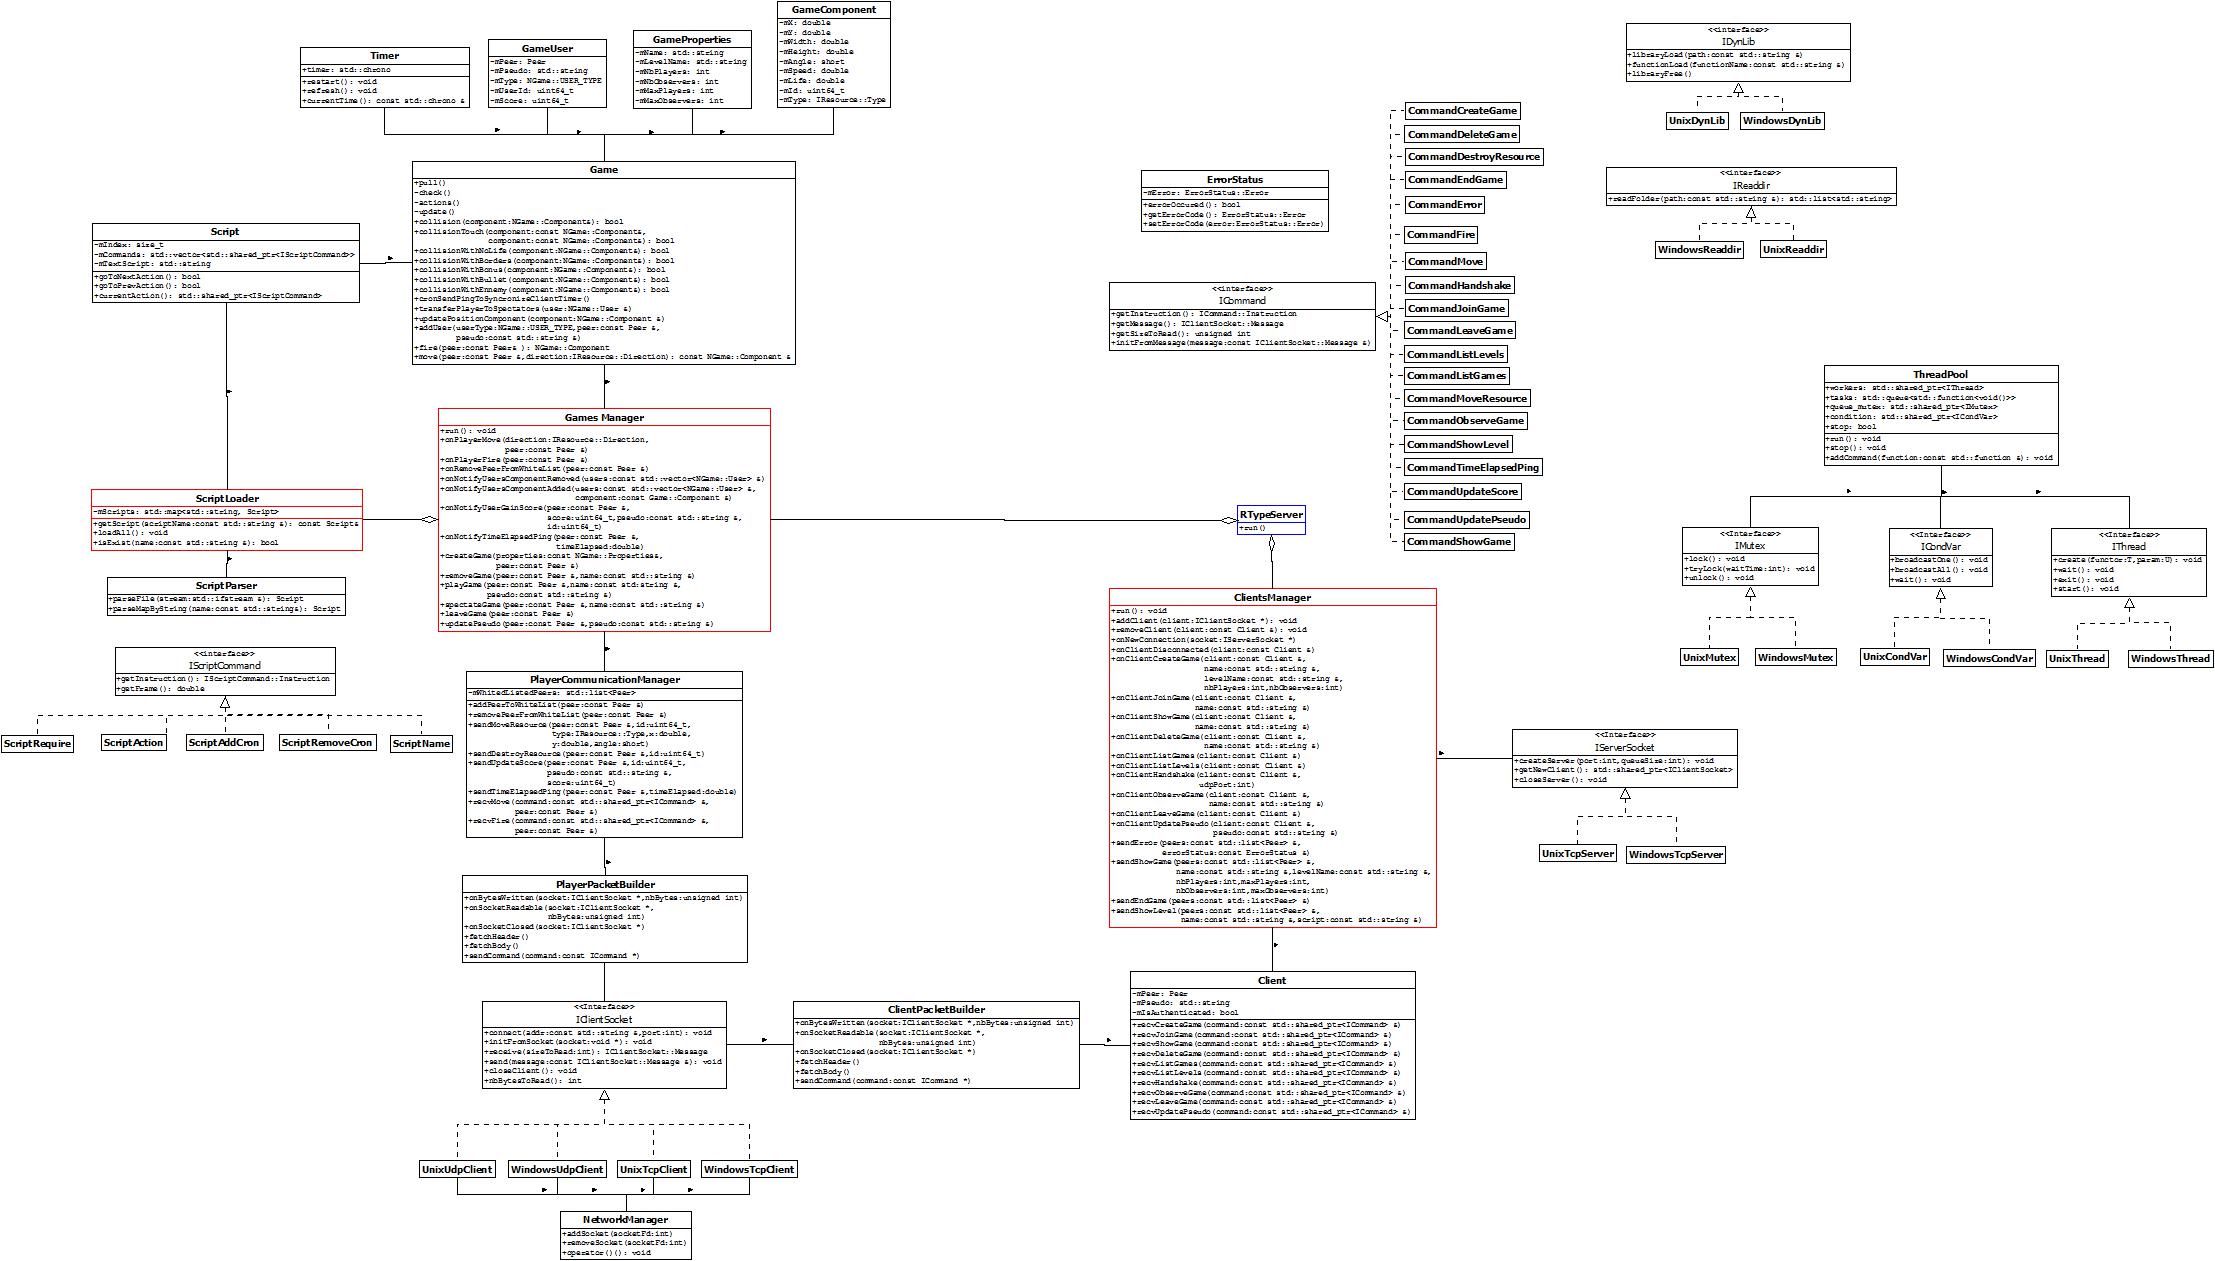 Timer
+timer: std::chrono
+restart(): void
+refresh(): void
+currentTime(): const std::chrono &
GameUser
-mPeer: Peer
-mPseudo: std::string
-mType: NGame::USER_TYPE
-mUserId: uint64_t
-mScore: uint64_t
GameProperties
-mName: std::string
-mLevelName: std::string
-mNbPlayers: int
-mNbObservers: int
-mMaxPlayers: int
-mMaxObservers: int
GameComponent
-mX: double
-mY: double
-mWidth: double
-mHeight: double
-mAngle: short
-mSpeed: double
-mLife: double
-mId: uint64_t
-mType: IResource::Type
Game
+pull()
-check()
-actions()
-update()
+collision(component:NGame::Component&): bool
+collisionTouch(component:const NGame::Component&,
component:const NGame::Component&): bool
+collisionWithNoLife(component:NGame::Component&): bool
+collisionWithBorders(component:NGame::Component&): bool
+collisionWithBonus(component:NGame::Component&): bool
+collisionWithBullet(component:NGame::Component&): bool
+collisionWithEnnemy(component:NGame::Component&): bool
+cronSendPingToSyncronizeClientTimer()
+transferPlayerToSpectators(user:NGame::User &)
+updatePositionComponent(component:NGame::Component &)
+addUser(userType:NGame::USER_TYPE,peer:const Peer &,
pseudo:const std::string &)
+fire(peer:const Peer& ): NGame::Component
+move(peer:const Peer &,direction:IResource::Direction): const NGame::Component &
Script
-mIndex: size_t
-mCommands: std::vector<std::shared_ptr<IScriptCommand>>
-mTextScript: std::string
+goToNextAction(): bool
+goToPrevAction(): bool
+currentAction(): std::shared_ptr<IScriptCommand>
Games Manager
+run(): void
+onPlayerMove(direction:IResource::Direction,
peer:const Peer &)
+onPlayerFire(peer:const Peer &)
+onRemovePeerFromWhiteList(peer:const Peer &)
+onNotifyUsersComponentRemoved(users:const std::vector<NGame::User> &)
+onNotifyUsersComponentAdded(users:const std::vector<NGame::User> &,
component:const Game::Component &)
+onNotifyUserGainScore(peer:const Peer &,
score:uint64_t,pseudo:const std::string &,
id:uint64_t)
+onNotifyTimeElapsedPing(peer:const Peer &,
timeElapsed:double)
+createGame(properties:const NGame::Properties&,
peer:const Peer &)
+removeGame(peer:const Peer &,name:const std::string &)
+playGame(peer:const Peer &,name:const std::string,
pseudo:const std::string &)
+spectateGame(peer:const Peer &,name:const std::string &)
+leaveGame(peer:const Peer &)
+updatePseudo(peer:const Peer &,pseudo:const std::string &)
ScriptLoader
-mScripts: std::map<std::string, Script>
+getScript(scriptName:const std::string &): const Script&
+loadAll(): void
+isExist(name:const std::string &): bool
ScriptParser
+parseFile(stream:std::ifstream &): Script
+parseMapByString(name:const std::string&): Script
<<interface>>
IScriptCommand
+getInstruction(): IScriptCommand::Instruction
+getFrame(): double
ScriptRequire
ScriptAction
ScriptAddCron
ScriptRemoveCron
ScriptName
PlayerCommunicationManager
-mWhitedListedPeers: std::list<Peer>
+addPeerToWhiteList(peer:const Peer &)
+removePeerFromWhiteList(peer:const Peer &)
+sendMoveResource(peer:const Peer &,id:uint64_t,
type:IResource::Type,x:double,
y:double,angle:short)
+sendDestroyResource(peer:const Peer &,id:uint64_t)
+sendUpdateScore(peer:const Peer &,id:uint64_t,
pseudo:const std::string &,
score:uint64_t)
+sendTimeElapsedPing(peer:const Peer &,timeElapsed:double)
+recvMove(command:const std::shared_ptr<ICommand> &,
peer:const Peer &)
+recvFire(command:const std::shared_ptr<ICommand> &,
peer:const Peer &)
PlayerPacketBuilder
+onBytesWritten(socket:IClientSocket *,nbBytes:unsigned int)
+onSocketReadable(socket:IClientSocket *,
nbBytes:unsigned int)
+onSocketClosed(socket:IClientSocket *)
+fetchHeader()
+fetchBody()
+sendCommand(command:const ICommand *)
<<Interface>>
IClientSocket
+connect(addr:const std::string &,port:int): void
+initFromSocket(socket:void *): void
+receive(sizeToRead:int): IClientSocket::Message
+send(message:const IClientSocket::Message &): void
+closeClient(): void
+nbBytesToRead(): int
ClientPacketBuilder
+onBytesWritten(socket:IClientSocket *,nbBytes:unsigned int)
+onSocketReadable(socket:IClientSocket *,
nbBytes:unsigned int)
+onSocketClosed(socket:IClientSocket *)
+fetchHeader()
+fetchBody()
+sendCommand(command:const ICommand *)
UnixUdpClient
WindowsUdpClient
UnixTcpClient
WindowsTcpClient
NetworkManager
+addSocket(socketFd:int)
+removeSocket(socketFd:int)
+operator()(): void
ErrorStatus
-mError: ErrorStatus::Error
+errorOccured(): bool
+getErrorCode(): ErrorStatus::Error
+setErrorCode(error:ErrorStatus::Error)
<<interface>>
ICommand
+getInstruction(): ICommand::Instruction
+getMessage(): IClientSocket::Message
+getSizeToRead(): unsigned int
+initFromMessage(message:const IClientSocket::Message &)
CommandCreateGame
CommandDeleteGame
CommandDestroyResource
CommandEndGame
CommandError
CommandFire
CommandMove
CommandHandshake
CommandJoinGame
CommandLeaveGame
CommandListLevels
CommandListGames
CommandMoveResource
CommandObserveGame
CommandShowLevel
CommandTimeElapsedPing
CommandUpdateScore
CommandUpdatePseudo
CommandShowGame
RTypeServer
+run()
ClientsManager
+run(): void
+addClient(client:IClientSocket *): void
+removeClient(client:const Client &): void
+onNewConnection(socket:IServerSocket *)
+onClientDisconnected(client:const Client &)
+onClientCreateGame(client:const Client &,
name:const std::string &,
levelName:const std::string &,
nbPlayers:int,nbObservers:int)
+onClientJoinGame(client:const Client &,
name:const std::string &)
+onClientShowGame(client:const Client &,
name:const std::string &)
+onClientDeleteGame(client:const Client &,
name:const std::string &)
+onClientListGames(client:const Client &)
+onClientListLevels(client:const Client &)
+onClientHandshake(client:const Client &,
udpPort:int)
+onClientObserveGame(client:const Client &,
name:const std::string &)
+onClientLeaveGame(client:const Client &)
+onClientUpdatePseudo(client:const Client &,
pseudo:const std::string &)
+sendError(peers:const std::list<Peer> &,
errorStatus:const ErrorStatus &)
+sendShowGame(peers:const std::list<Peer> &,
name:const std::string &,levelName:const std::string &,
nbPlayers:int,maxPlayers:int,
nbObservers:int,maxObservers:int)
+sendEndGame(peers:const std::list<Peer> &)
+sendShowLevel(peers:const std::list<Peer> &,
name:const std::string &,script:const std::string &)
Client
-mPeer: Peer
-mPseudo: std::string
-mIsAuthenticated: bool
+recvCreateGame(command:const std::shared_ptr<ICommand> &)
+recvJoinGame(command:const std::shared_ptr<ICommand> &)
+recvShowGame(command:const std::shared_ptr<ICommand> &)
+recvDeleteGame(command:const std::shared_ptr<ICommand> &)
+recvListGames(command:const std::shared_ptr<ICommand> &)
+recvListLevels(command:const std::shared_ptr<ICommand> &)
+recvHandshake(command:const std::shared_ptr<ICommand> &)
+recvObserveGame(command:const std::shared_ptr<ICommand> &)
+recvLeaveGame(command:const std::shared_ptr<ICommand> &)
+recvUpdatePseudo(command:const std::shared_ptr<ICommand> &)
<<interface>>
IDynLib
+libraryLoad(path:const std::string &)
+functionLoad(functionName:const std::string &)
+libraryFree()
UnixDynLib
WindowsDynLib
<<interface>>
IReaddir
+readFolder(path:const std::string &): std::list<std::string>
WindowsReaddir
UnixReaddir
ThreadPool
+workers: std::shared_ptr<IThread>
+tasks: std::queue<std::function<void()>>
+queue_mutex: std::shared_ptr<IMutex>
+condition: std::shared_ptr<ICondVar>
+stop: bool
+run(): void
+stop(): void
+addCommand(function:const std::function &): void
<<Interface>>
IMutex
+lock(): void
+tryLock(waitTime:int): void
+unlock(): void
<<Interface>>
ICondVar
+broadcastOne(): void
+broadcastAll(): void
+wait(): void
<<Interface>>
IThread
+create(functor:T,param:U): void
+wait(): void
+exit(): void
+start(): void
UnixMutex
WindowsMutex
UnixCondVar
WindowsCondVar
UnixThread
WindowsThread
<<Interface>>
IServerSocket
+createServer(port:int,queueSize:int): void
+getNewClient(): std::shared_ptr<IClientSocket>
+closeServer(): void
UnixTcpServer
WindowsTcpServer